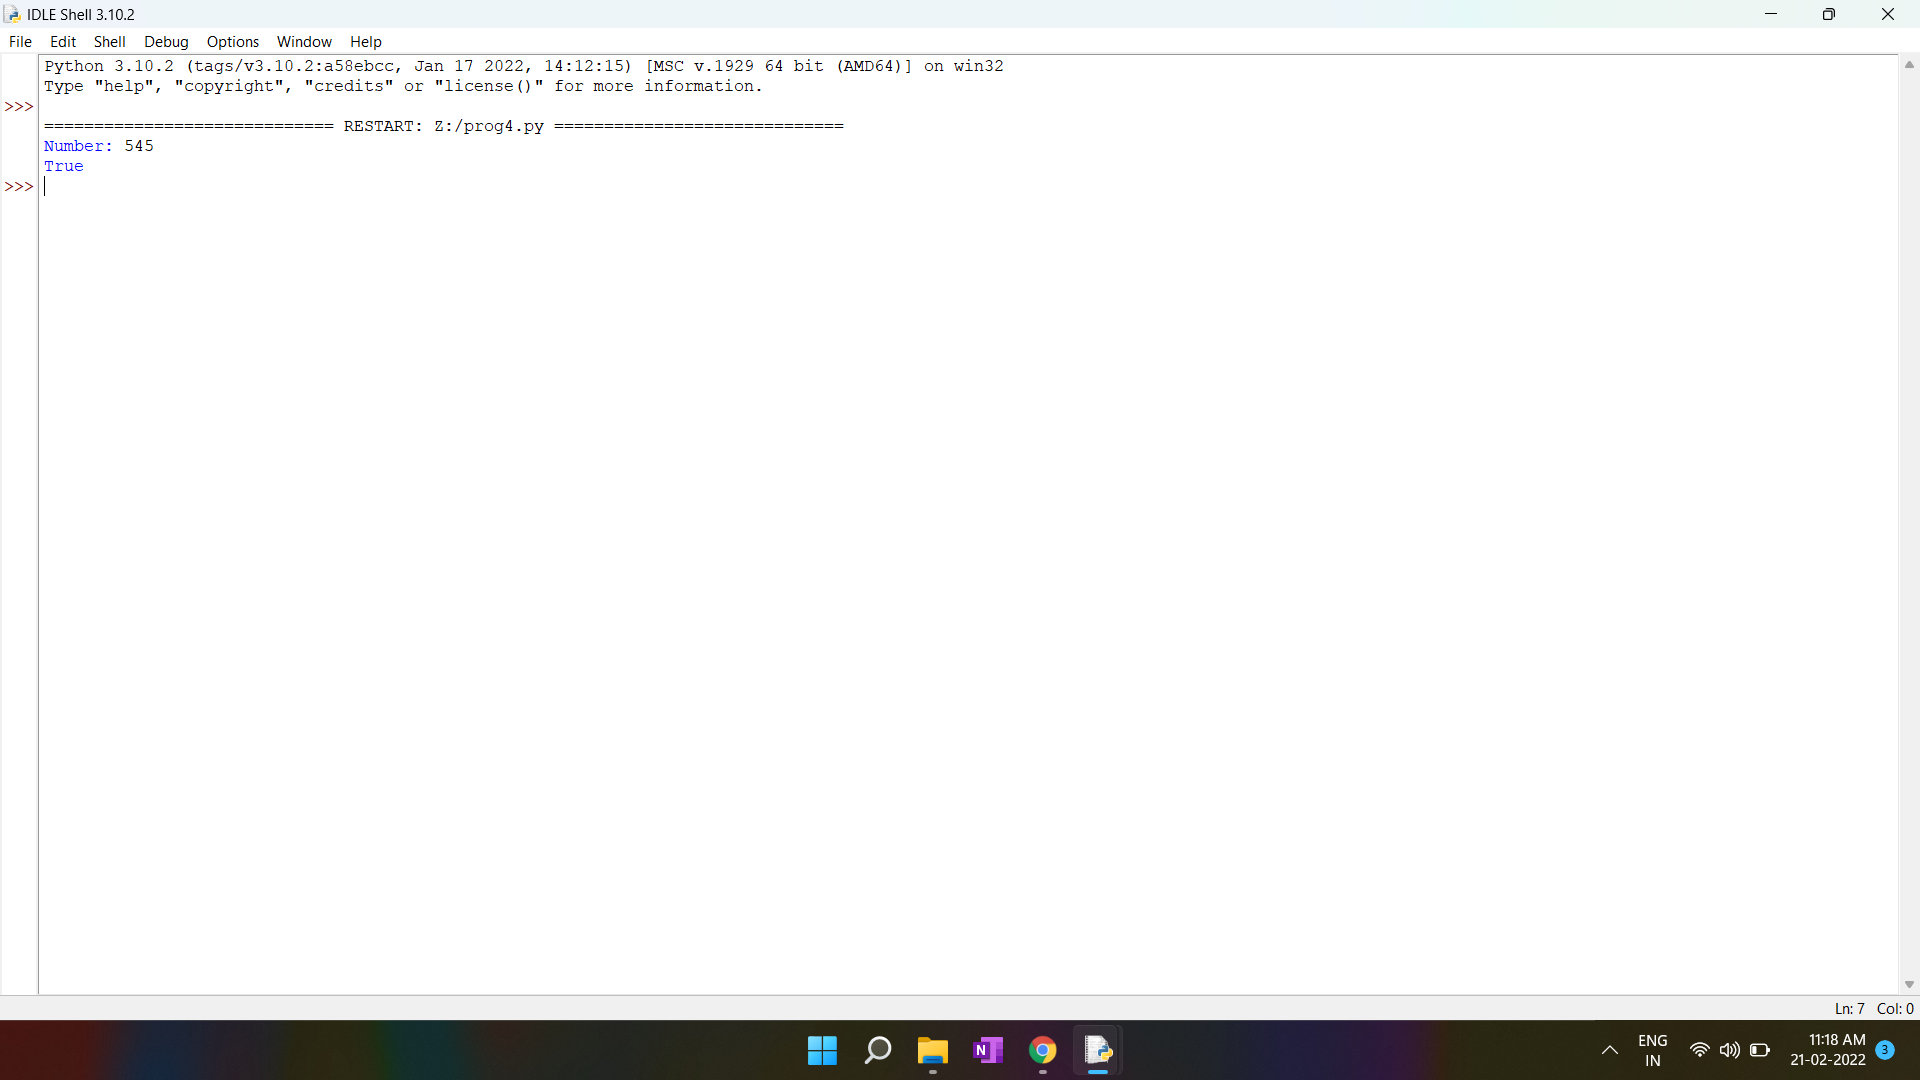 IDLE Shell 3.10.2
File Edit Shell Debug Options Window Help
Python 3.10.2 (tags/v3.10.2:a58ebcc, Jan 17 2022, 14:12:15) [MSC v.1929 64 bit (AMD64)] on win32
Type "help", "copyright", "credits" or "license()" for more information.
>>>
============================= RESTART: Z:/prog4.py =============================
Number: 545
True
>>>
Ln: 7 Col: 0
N
ENG
IN
11:18 AM
21-02-2022
3